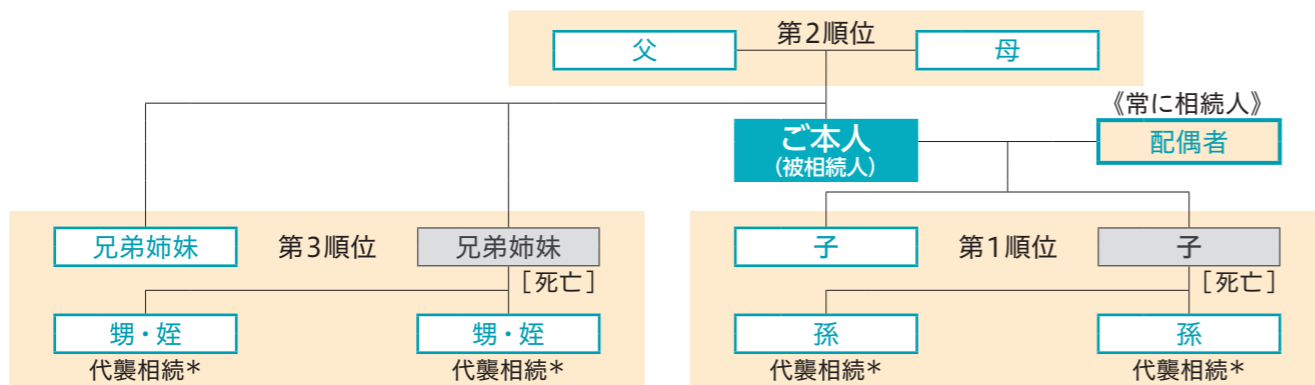 第2順位
父
母
《常に相続人》
ご本人
(被相続人)
配偶者
兄弟姉妹
第3順位
兄弟姉妹
[死亡]
甥・姪
甥・姪
代襲相続*
代襲相続*
子
第1順位
子
[死亡]
孫
孫
代襲相続*
代襲相続*